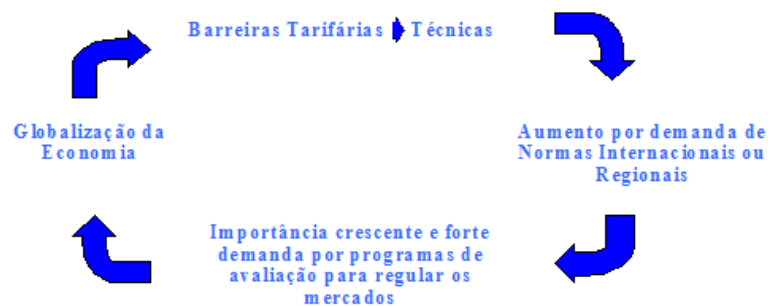 Barreiras Tarifárias Técnicas
Globalização da
Economia
Aumento por demanda de
Normas Internacionais ou
Regionais
Importância crescente e forte
demanda por programas de
avaliação para regular os
mercados